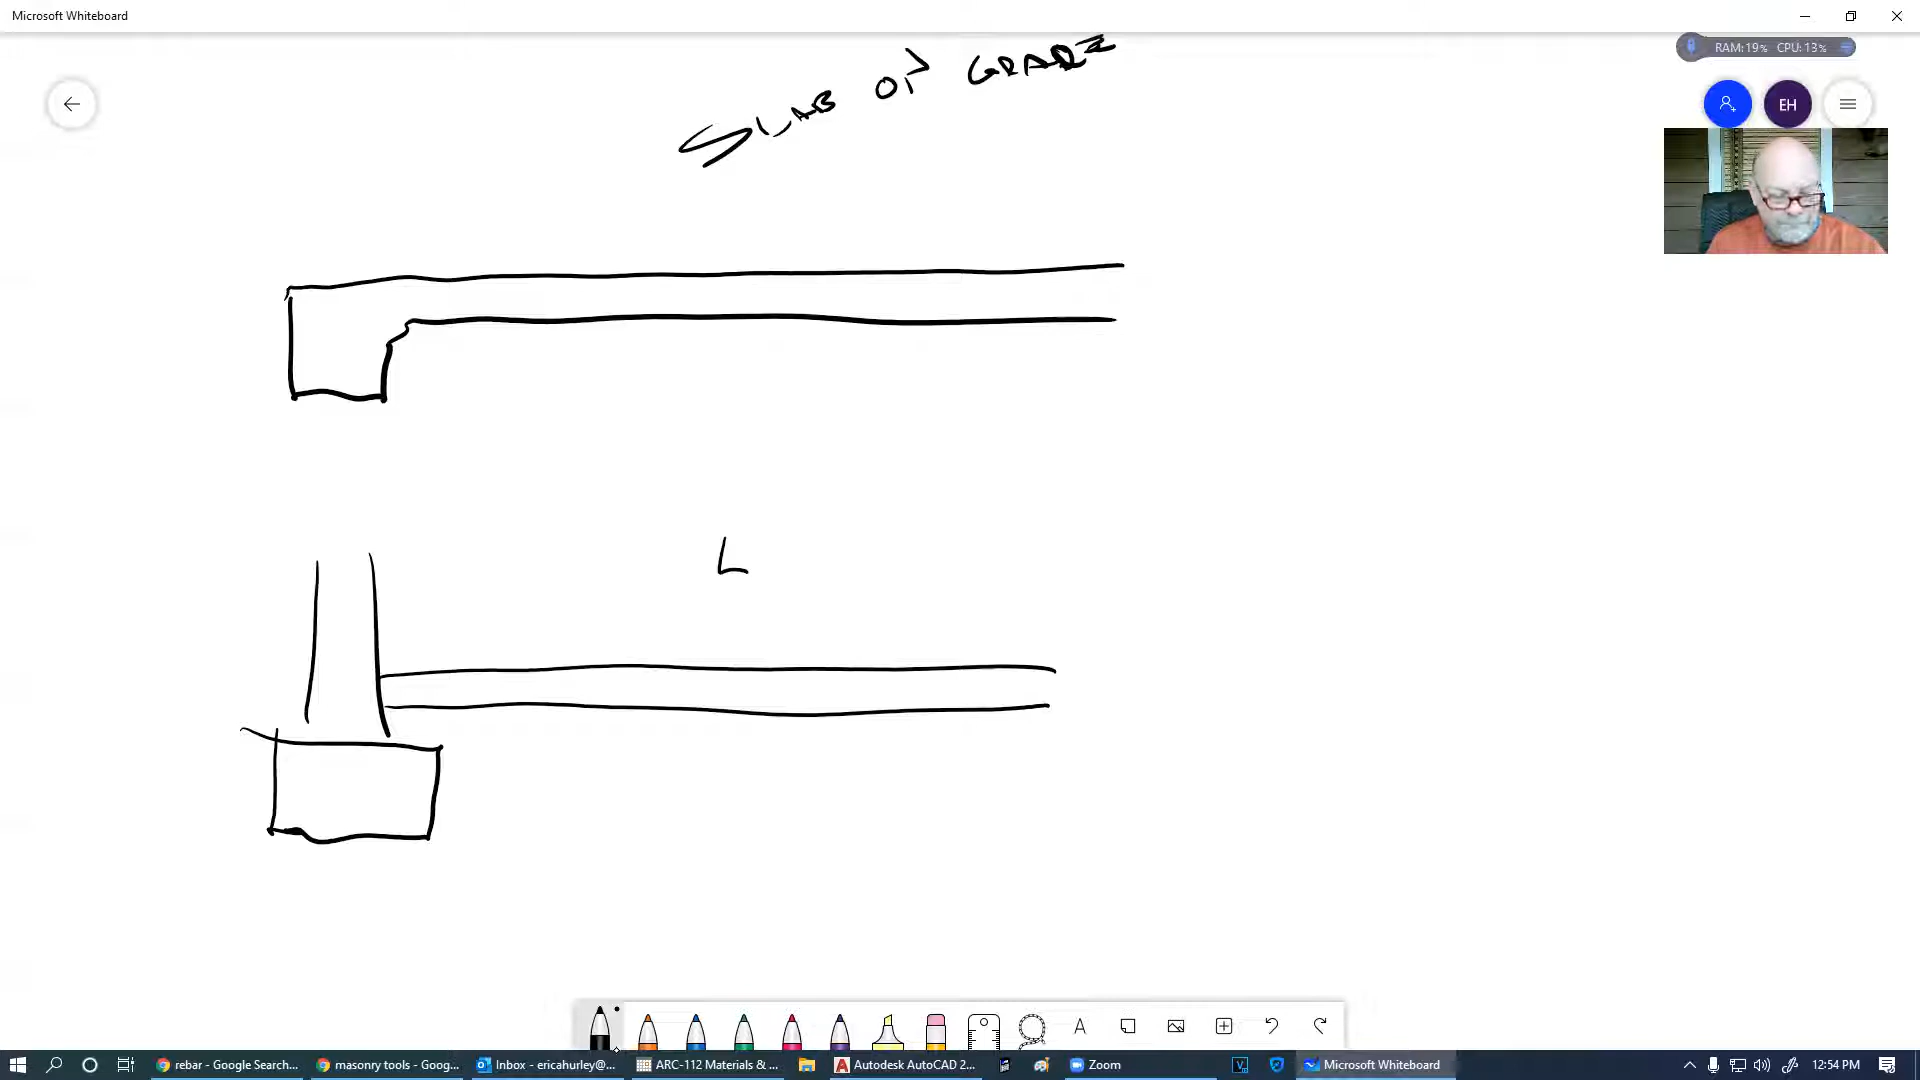 Microsoft Whiteboard
RAM:19% CPU:13%
SLAB ON GRADE
EH
L
A
rebar - Google Search...
masonry tools - Goog...
Inbox - ericahurley@...
ARC-112 Materials & ...
Autodesk AutoCAD 2...
Zoom
Microsoft Whiteboard
12:54 PM